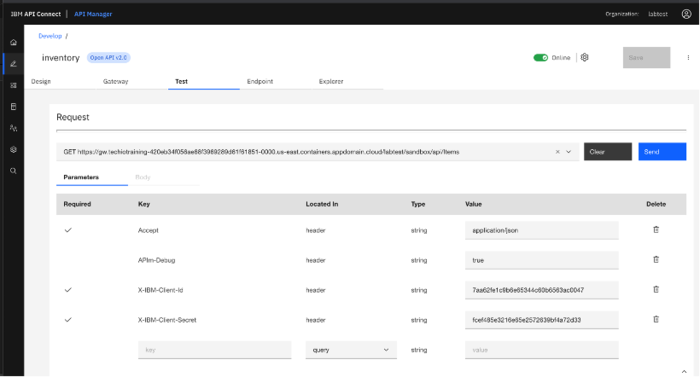 IBM API Connect | API Manager Organization: labtest
Develop /
inventory Open API v2.0 Online Save
Design Gateway Test Endpoint Explorer
Request
GET https://gw.techiotraining-420eb34f056ae68f3989289d61f61851-0000.us-east.containers.appdomain.cloud/labtest/sandbox/api/items Clear Send
Parameters Body
Required Key Located In Type Value Delete
Accept header string application/json
APIm-Debug header string true
X-IBM-Client-Id header string 7aa62fe1c9b6e65344c60b6563ac0047
X-IBM-Client-Secret header string fcef485e3216e65e2572639bf4a72d33
key query string value